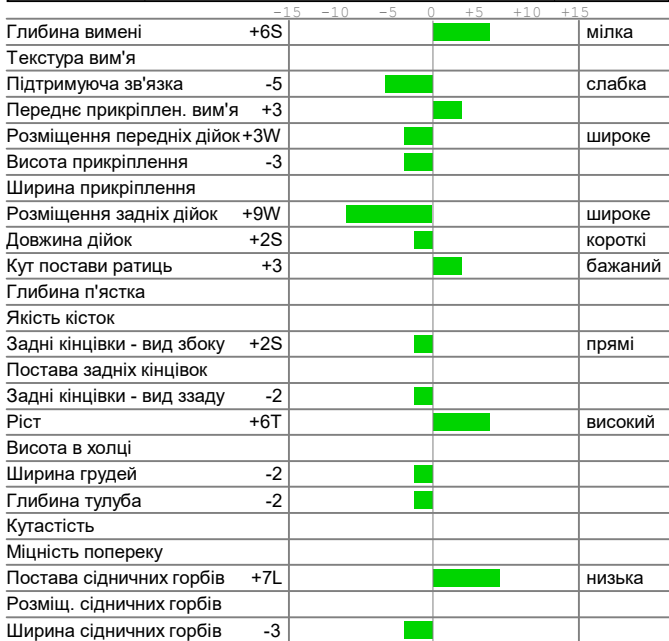 -15 -10 -5 0 +5 +10 +15
Глибина вимені +6S мілка
Текстура вим'я
Підтримуюча зв'язка -5 слабка
Переднє прикріплен. вим'я +3
Розміщення передніх дійок +3W широке
Висота прикріплення -3
Ширина прикріплення
Розміщення задніх дійок +9W широке
Довжина дійок +2S короткі
Кут постави ратиць +3 бажаний
Глибина п'ястка
Якість кісток
Задні кінцівки - вид збоку +2S прямі
Постава задніх кінцівок
Задні кінцівки - вид ззаду -2
Ріст +6T високий
Висота в холці
Ширина грудей -2
Глибина тулуба -2
Кутастість
Міцність попереку
Постава сідничних горбів +7L низька
Розміщ. сідничних горбів
Ширина сідничних горбів -3